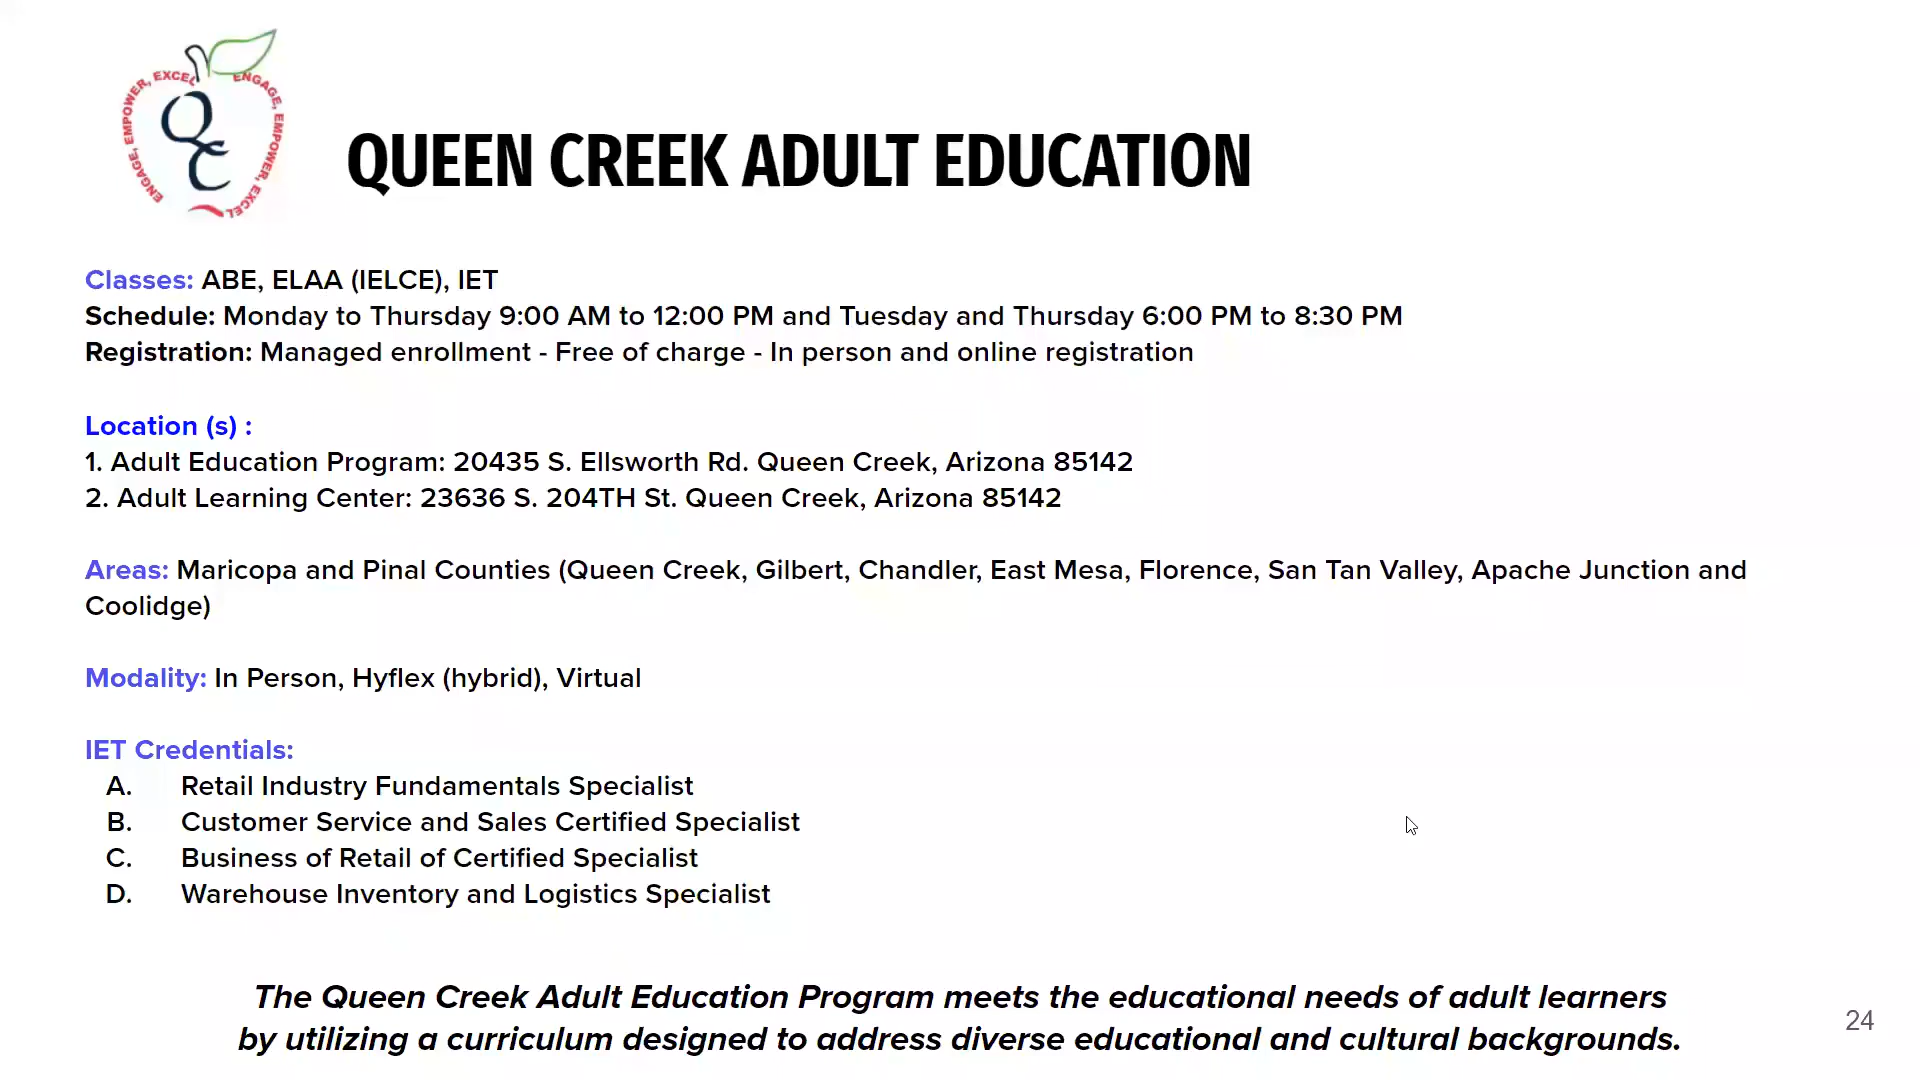 ENGAGE, EMPOWER, EXCEL
ENGAGE, EMPOWER, EXCEL
QC
QUEEN CREEK ADULT EDUCATION
Classes: ABE, ELAA (IELCE), IET
Schedule: Monday to Thursday 9:00 AM to 12:00 PM and Tuesday and Thursday 6:00 PM to 8:30 PM
Registration: Managed enrollment - Free of charge - In person and online registration
Location (s) :
1. Adult Education Program: 20435 S. Ellsworth Rd. Queen Creek, Arizona 85142
2. Adult Learning Center: 23636 S. 204TH St. Queen Creek, Arizona 85142
Areas: Maricopa and Pinal Counties (Queen Creek, Gilbert, Chandler, East Mesa, Florence, San Tan Valley, Apache Junction and
Coolidge)
Modality: In Person, Hyflex (hybrid), Virtual
IET Credentials:
A. Retail Industry Fundamentals Specialist
B. Customer Service and Sales Certified Specialist
C. Business of Retail of Certified Specialist
D. Warehouse Inventory and Logistics Specialist
The Queen Creek Adult Education Program meets the educational needs of adult learners
by utilizing a curriculum designed to address diverse educational and cultural backgrounds.
24